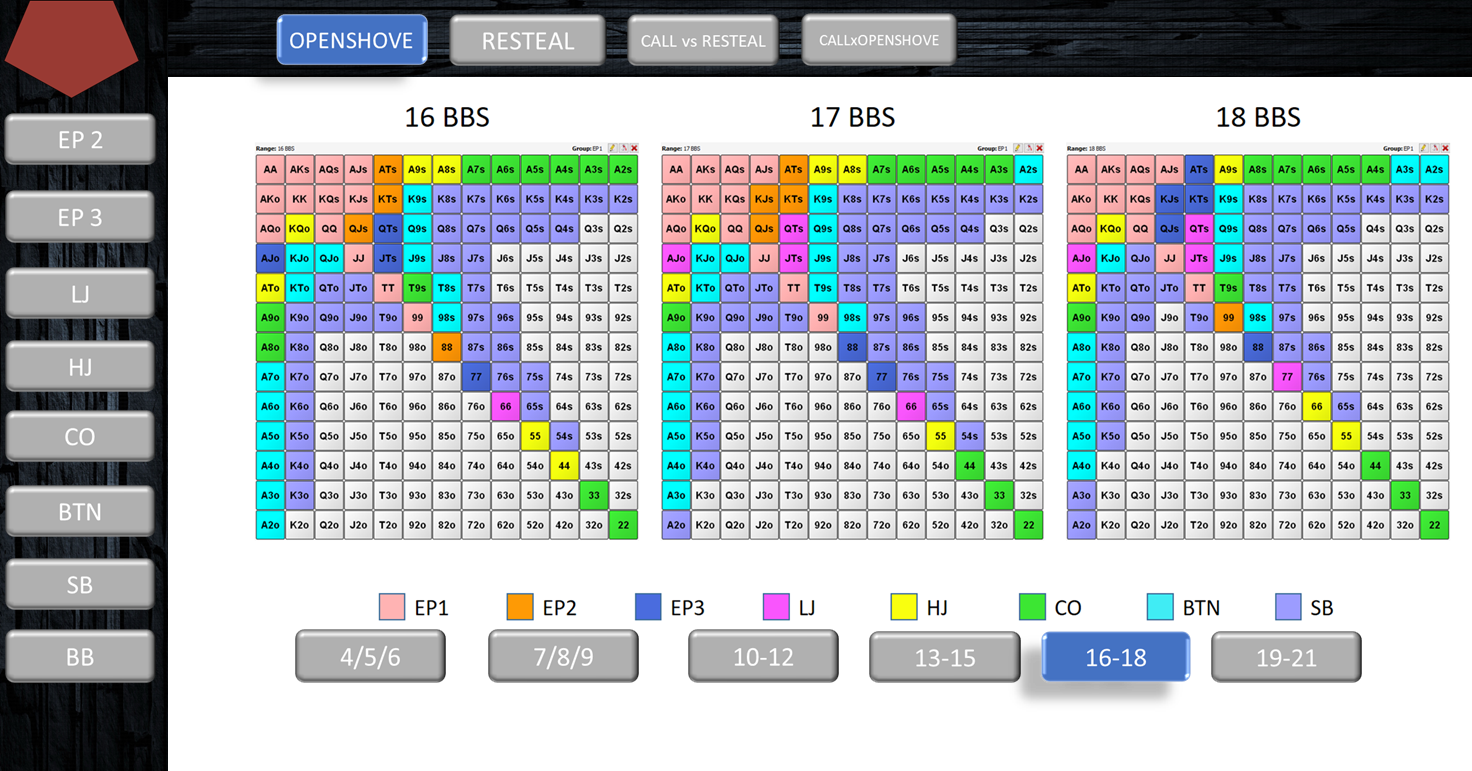 OPENSHOVE RESTEAL CALL vs RESTEAL CALLxOPENSHOVE
EP 2
EP 3
LJ
HJ
CO
BTN
SB
BB
16 BBS 17 BBS 18 BBS
Range: 16 BBS Group: EP1
AA AKs AQs AJs ATs A9s A8s A7s A6s A5s A4s A3s A2s
AKo KK KQs KJs KTs K9s K8s K7s K6s K5s K4s K3s K2s
AQo KQo QQ QJs QTs Q9s Q8s Q7s Q6s Q5s Q4s Q3s Q2s
AJo KJo QJo JJ JTs J9s J8s J7s J6s J5s J4s J3s J2s
ATo KTo QTo JTo TT T9s T8s T7s T6s T5s T4s T3s T2s
A9o K9o Q9o J9o T9o 99 98s 97s 96s 95s 94s 93s 92s
A8o K8o Q8o J8o T8o 98o 88 87s 86s 85s 84s 83s 82s
A7o K7o Q7o J7o T7o 97o 87o 77 76s 75s 74s 73s 72s
A6o K6o Q6o J6o T6o 96o 86o 76o 66 65s 64s 63s 62s
A5o K5o Q5o J5o T5o 95o 85o 75o 65o 55 54s 53s 52s
A4o K4o Q4o J4o T4o 94o 84o 74o 64o 54o 44 43s 42s
A3o K3o Q3o J3o T3o 93o 83o 73o 63o 53o 43o 33 32s
A2o K2o Q2o J2o T2o 92o 82o 72o 62o 52o 42o 32o 22
Range: 17 BBS Group: EP1
AA AKs AQs AJs ATs A9s A8s A7s A6s A5s A4s A3s A2s
AKo KK KQs KJs KTs K9s K8s K7s K6s K5s K4s K3s K2s
AQo KQo QQ QJs QTs Q9s Q8s Q7s Q6s Q5s Q4s Q3s Q2s
AJo KJo QJo JJ JTs J9s J8s J7s J6s J5s J4s J3s J2s
ATo KTo QTo JTo TT T9s T8s T7s T6s T5s T4s T3s T2s
A9o K9o Q9o J9o T9o 99 98s 97s 96s 95s 94s 93s 92s
A8o K8o Q8o J8o T8o 98o 88 87s 86s 85s 84s 83s 82s
A7o K7o Q7o J7o T7o 97o 87o 77 76s 75s 74s 73s 72s
A6o K6o Q6o J6o T6o 96o 86o 76o 66 65s 64s 63s 62s
A5o K5o Q5o J5o T5o 95o 85o 75o 65o 55 54s 53s 52s
A4o K4o Q4o J4o T4o 94o 84o 74o 64o 54o 44 43s 42s
A3o K3o Q3o J3o T3o 93o 83o 73o 63o 53o 43o 33 32s
A2o K2o Q2o J2o T2o 92o 82o 72o 62o 52o 42o 32o 22
Range: 18 BBS Group: EP1
AA AKs AQs AJs ATs A9s A8s A7s A6s A5s A4s A3s A2s
AKo KK KQs KJs KTs K9s K8s K7s K6s K5s K4s K3s K2s
AQo KQo QQ QJs QTs Q9s Q8s Q7s Q6s Q5s Q4s Q3s Q2s
AJo KJo QJo JJ JTs J9s J8s J7s J6s J5s J4s J3s J2s
ATo KTo QTo JTo TT T9s T8s T7s T6s T5s T4s T3s T2s
A9o K9o Q9o J9o T9o 99 98s 97s 96s 95s 94s 93s 92s
A8o K8o Q8o J8o T8o 98o 88 87s 86s 85s 84s 83s 82s
A7o K7o Q7o J7o T7o 97o 87o 77 76s 75s 74s 73s 72s
A6o K6o Q6o J6o T6o 96o 86o 76o 66 65s 64s 63s 62s
A5o K5o Q5o J5o T5o 95o 85o 75o 65o 55 54s 53s 52s
A4o K4o Q4o J4o T4o 94o 84o 74o 64o 54o 44 43s 42s
A3o K3o Q3o J3o T3o 93o 83o 73o 63o 53o 43o 33 32s
A2o K2o Q2o J2o T2o 92o 82o 72o 62o 52o 42o 32o 22
EP1 EP2 EP3 LJ HJ CO BTN SB
4/5/6 7/8/9 10-12 13-15 16-18 19-21